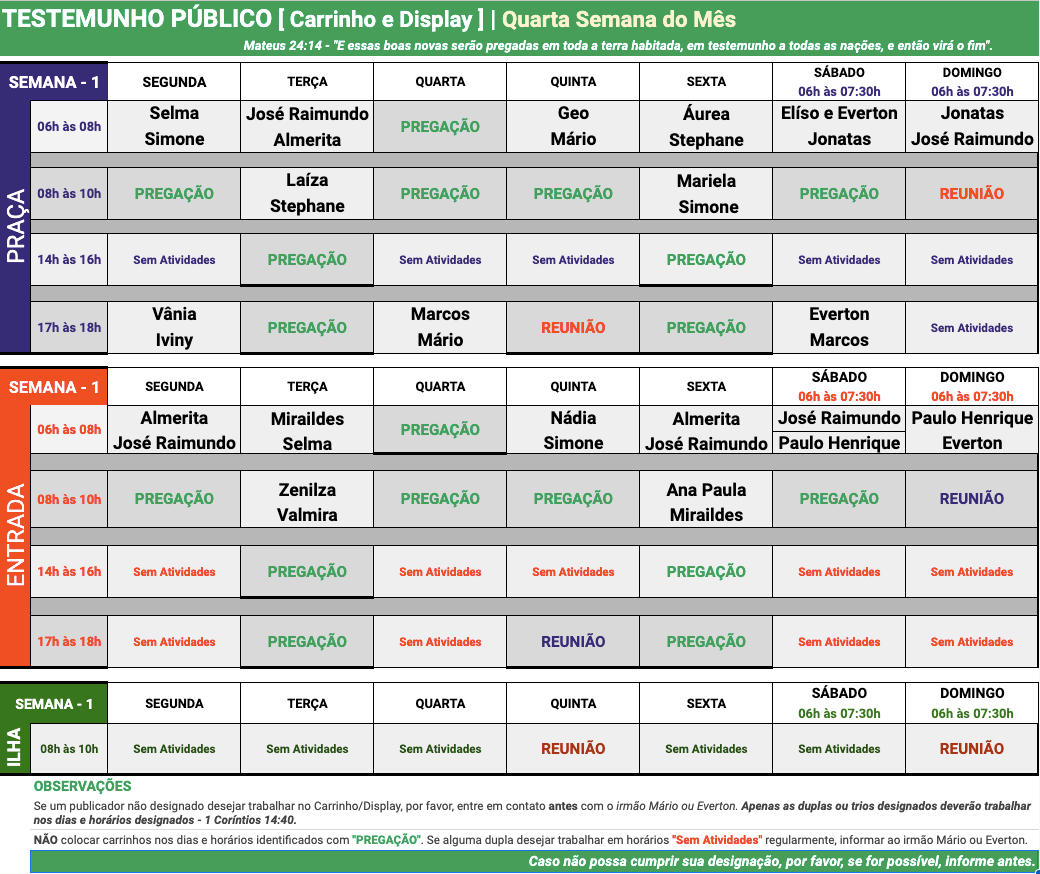 TESTEMUNHO PÚBLICO [ Carrinho e Display ] | Quarta Semana do Mês
Mateus 24:14 - "E essas boas novas serão pregadas em toda a terra habitada, em testemunho a todas as nações, e então virá o fim".
SEMANA - 1 SEGUNDA TERÇA QUARTA QUINTA SEXTA SÁBADO DOMINGO
06h às 07:30h 06h às 07:30h
PRAÇA
06h às 08h Selma José Raimundo PREGAÇÃO Geo Áurea Elíso e Everton Jonatas
Simone Almerita Mário Stephane Jonatas José Raimundo
08h às 10h PREGAÇÃO Laíza PREGAÇÃO PREGAÇÃO Mariela PREGAÇÃO REUNIÃO
Stephane Simone
14h às 16h Sem Atividades PREGAÇÃO Sem Atividades Sem Atividades PREGAÇÃO Sem Atividades Sem Atividades
17h às 18h Vânia PREGAÇÃO Marcos REUNIÃO PREGAÇÃO Everton Sem Atividades
Iviny Mário Marcos
SEMANA - 1 SEGUNDA TERÇA QUARTA QUINTA SEXTA SÁBADO DOMINGO
06h às 07:30h 06h às 07:30h
ENTRADA
06h às 08h Almerita Miraildes PREGAÇÃO Nádia Almerita José Raimundo Paulo Henrique
José Raimundo Selma Simone José Raimundo Paulo Henrique Everton
08h às 10h PREGAÇÃO Zenilza PREGAÇÃO PREGAÇÃO Ana Paula PREGAÇÃO REUNIÃO
Valmira Miraildes
14h às 16h Sem Atividades PREGAÇÃO Sem Atividades Sem Atividades PREGAÇÃO Sem Atividades Sem Atividades
17h às 18h Sem Atividades PREGAÇÃO Sem Atividades REUNIÃO PREGAÇÃO Sem Atividades Sem Atividades
SEMANA - 1 SEGUNDA TERÇA QUARTA QUINTA SEXTA SÁBADO DOMINGO
06h às 07:30h 06h às 07:30h
ILHA
08h às 10h Sem Atividades Sem Atividades Sem Atividades REUNIÃO Sem Atividades Sem Atividades REUNIÃO
OBSERVAÇÕES
Se um publicador não designado desejar trabalhar no Carrinho/Display, por favor, entre em contato antes com o irmão Mário ou Everton. Apenas as duplas ou trios designados deverão trabalhar
nos dias e horários designados - 1 Coríntios 14:40.
NÃO colocar carrinhos nos dias e horários identificados com "PREGAÇÃO". Se alguma dupla desejar trabalhar em horários "Sem Atividades" regularmente, informar ao irmão Mário ou Everton.
Caso não possa cumprir sua designação, por favor, se for possível, informe antes.